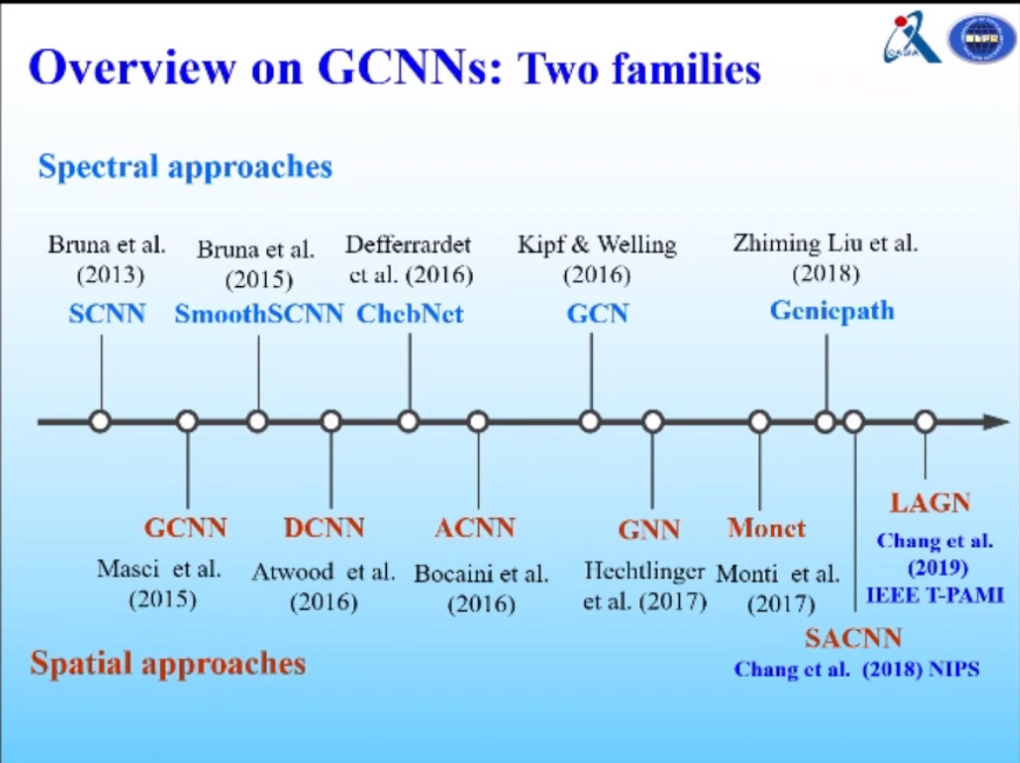 Overview on GCNNs: Two families
CASIA
NLPR
Spectral approaches
Bruna et al.
(2013)
SCNN
Bruna et al.
(2015)
SmoothSCNN
Defferrardet
et al. (2016)
ChebNet
Kipf & Welling
(2016)
GCN
Zhiming Liu et al.
(2018)
Geniepath
GCNN
Masci et al.
(2015)
DCNN
Atwood et al.
(2016)
ACNN
Bocaini et al.
(2016)
GNN
Hechtlinger
et al. (2017)
Monet
Monti et al.
(2017)
LAGN
Chang et al.
(2019)
IEEE T-PAMI
SACNN
Chang et al. (2018) NIPS
Spatial approaches